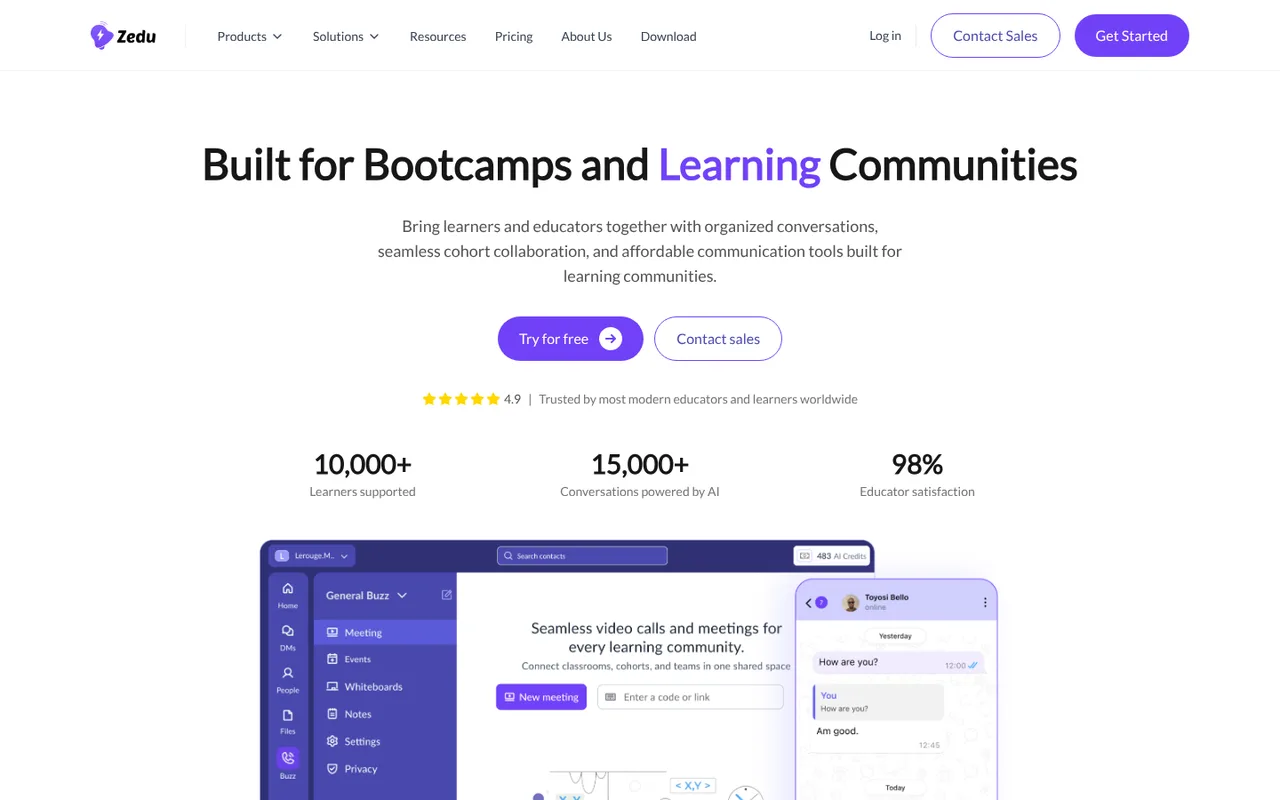 Zedu
Products
Solutions
Resources
Pricing
About Us
Download
Log in
Contact Sales
Get Started
Built for Bootcamps and Learning Communities
Bring learners and educators together with organized conversations,
seamless cohort collaboration, and affordable communication tools built for
learning communities.
Try for free
Contact sales
4.9 | Trusted by most modern educators and learners worldwide
10,000+
Learners supported
15,000+
Conversations powered by AI
98%
Educator satisfaction
L Lerouge.M..
Search contacts
483 AI Credits
Home
DMs
People
Files
Buzz
General Buzz
Meeting
Events
Whiteboards
Notes
Settings
Privacy
Seamless video calls and meetings for
every learning community.
Connect classrooms, cohorts, and teams in one shared space
New meeting
Enter a code or link
< X,Y >
7
Toyosi Bello
online
Yesterday
How are you?
12:00
You
How are you?
Am good.
12:45
Today